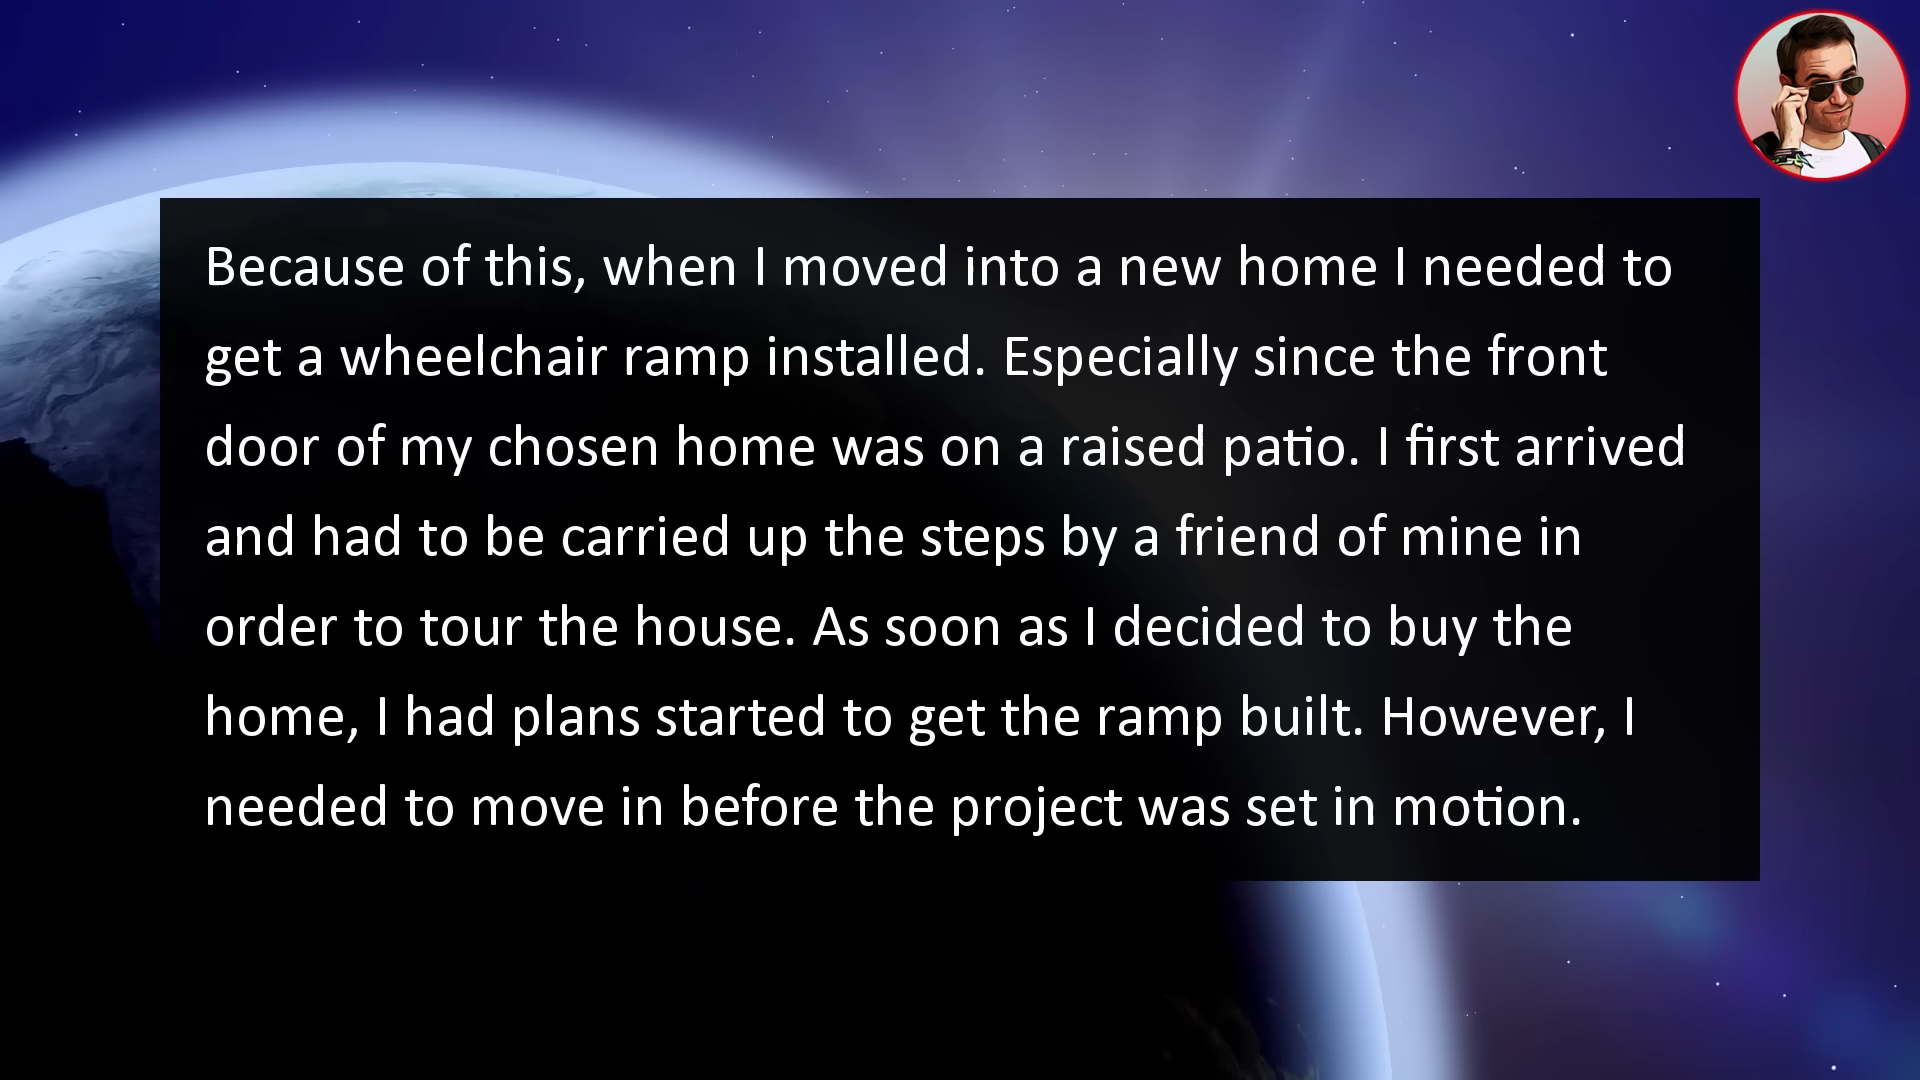 Because of this, when I moved into a new home I needed to
get a wheelchair ramp installed. Especially since the front
door of my chosen home was on a raised patio. I first arrived
and had to be carried up the steps by a friend of mine in
order to tour the house. As soon as I decided to buy the
home, I had plans started to get the ramp built. However, I
needed to move in before the project was set in motion.